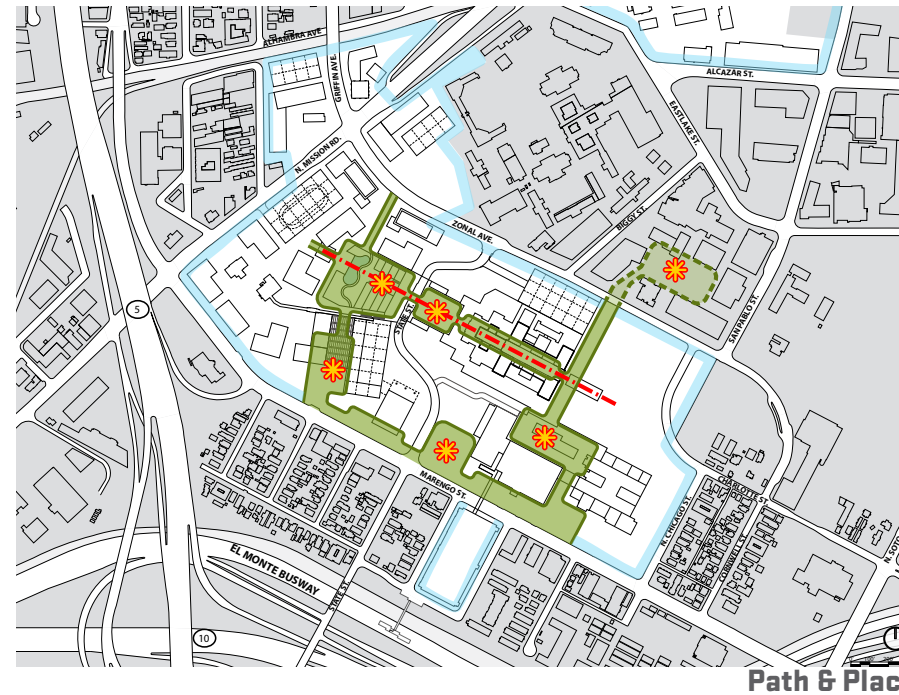 ALHAMBRA AVE
GRIFFIN AVE.
ALCAZAR ST.
EASTLAKE ST.
N. MISSION RD.
BIGGY ST.
ZONAL AVE.
SAN PABLO ST.
STATE ST.
5
MARENGO ST.
CHARLOTTE ST.
N. CHICAGO ST.
CORNWELL ST.
N. SOTO
EL MONTE BUSWAY
STATE ST.
10
Path & Plac